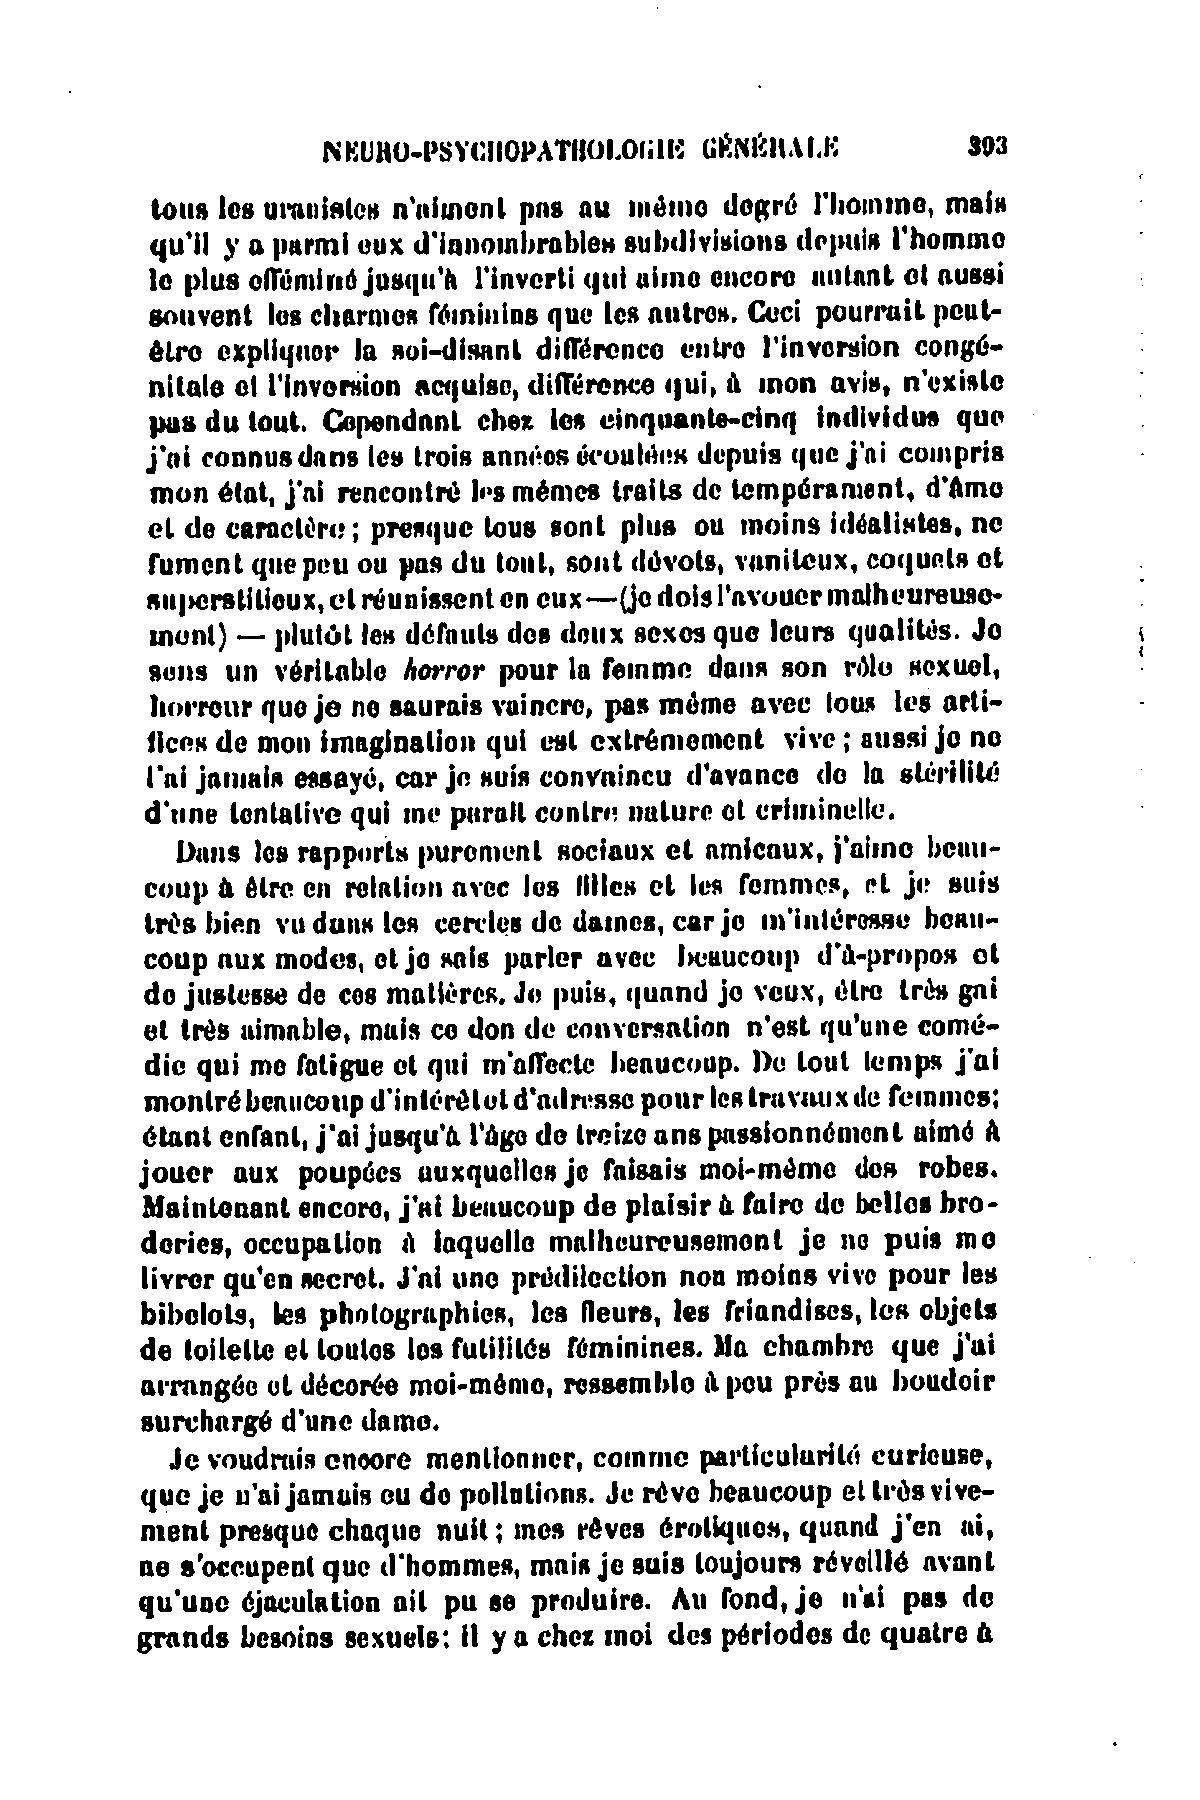 NEURO-PSYCHOPATHOLOGIE GÉNÉRALE 393
tous les uranistes n'aiment pas au même degré l'homme, mais
qu'il y a parmi eux d'innombrables subdivisions depuis l'homme
le plus efféminé jusqu'à l'inverti qui aime encore autant et aussi
souvent les charmes féminins que les autres. Ceci pourrait peut-
être expliquer la soi-disant différence entre l'inversion congé-
nitale et l'inversion acquise, différence qui, à mon avis, n'existe
pas du tout. Cependant chez les cinquante-cinq individus que
j'ai connus dans les trois années écoulées depuis que j'ai compris
mon état, j'ai rencontré les mêmes traits de tempérament, d'âme
et de caractère ; presque tous sont plus ou moins idéalistes, ne
fument que peu ou pas du tout, sont dévots, vaniteux, coquets et
superstitieux, et réunissent en eux — (je dois l'avouer malheureuse-
ment) — plutôt les défauts des deux sexes que leurs qualités. Je
sens un véritable horror pour la femme dans son rôle sexuel,
horreur que je ne saurais vaincre, pas même avec tous les arti-
fices de mon imagination qui est extrêmement vive ; aussi je ne
l'ai jamais essayé, car je suis convaincu d'avance de la stérilité
d'une tentative qui me paraît contre nature et criminelle.
Dans les rapports purement sociaux et amicaux, j'aime beau-
coup à être en relation avec les filles et les femmes, et je suis
très bien vu dans les cercles de dames, car je m'intéresse beau-
coup aux modes, et je sais parler avec beaucoup d'à-propos et
de justesse de ces matières. Je puis, quand je veux, être très gai
et très aimable, mais ce don de conversation n'est qu'une comé-
die qui me fatigue et qui m'affecte beaucoup. De tout temps j'ai
montré beaucoup d'intérêt et d'adresse pour les travaux de femmes ;
étant enfant, j'ai jusqu'à l'âge de treize ans passionnément aimé à
jouer aux poupées auxquelles je faisais moi-même des robes.
Maintenant encore, j'ai beaucoup de plaisir à faire de belles bro-
deries, occupation à laquelle malheureusement je ne puis me
livrer qu'en secret. J'ai une prédilection non moins vive pour les
bibelots, les photographies, les fleurs, les friandises, les objets
de toilette et toutes les futilités féminines. Ma chambre que j'ai
arrangée et décorée moi-même, ressemble à peu près au boudoir
surchargé d'une dame.
Je voudrais encore mentionner, comme particularité curieuse,
que je n'ai jamais eu de pollutions. Je rêve beaucoup et très vive-
ment presque chaque nuit ; mes rêves érotiques, quand j'en ai,
ne s'occupent que d'hommes, mais je suis toujours réveillé avant
qu'une éjaculation ait pu se produire. Au fond, je n'ai pas de
grands besoins sexuels ; il y a chez moi des périodes de quatre à